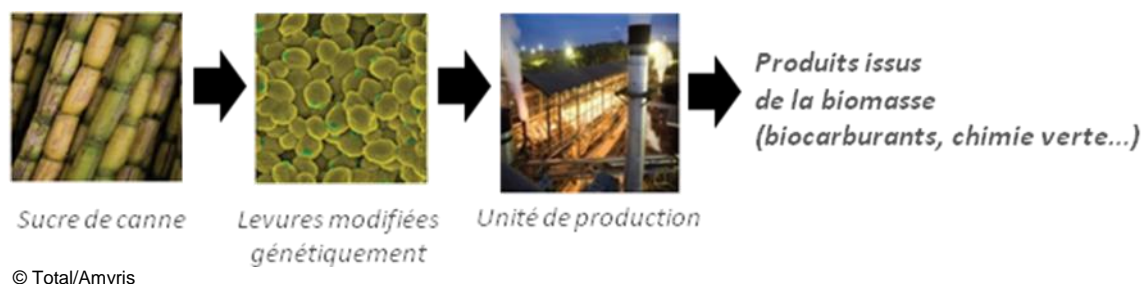 Produits issus
de la biomasse
(biocarburants, chimie verte...)
Sucre de canne
Levures modifiées
génétiquement
Unité de production
© Total/Amyris